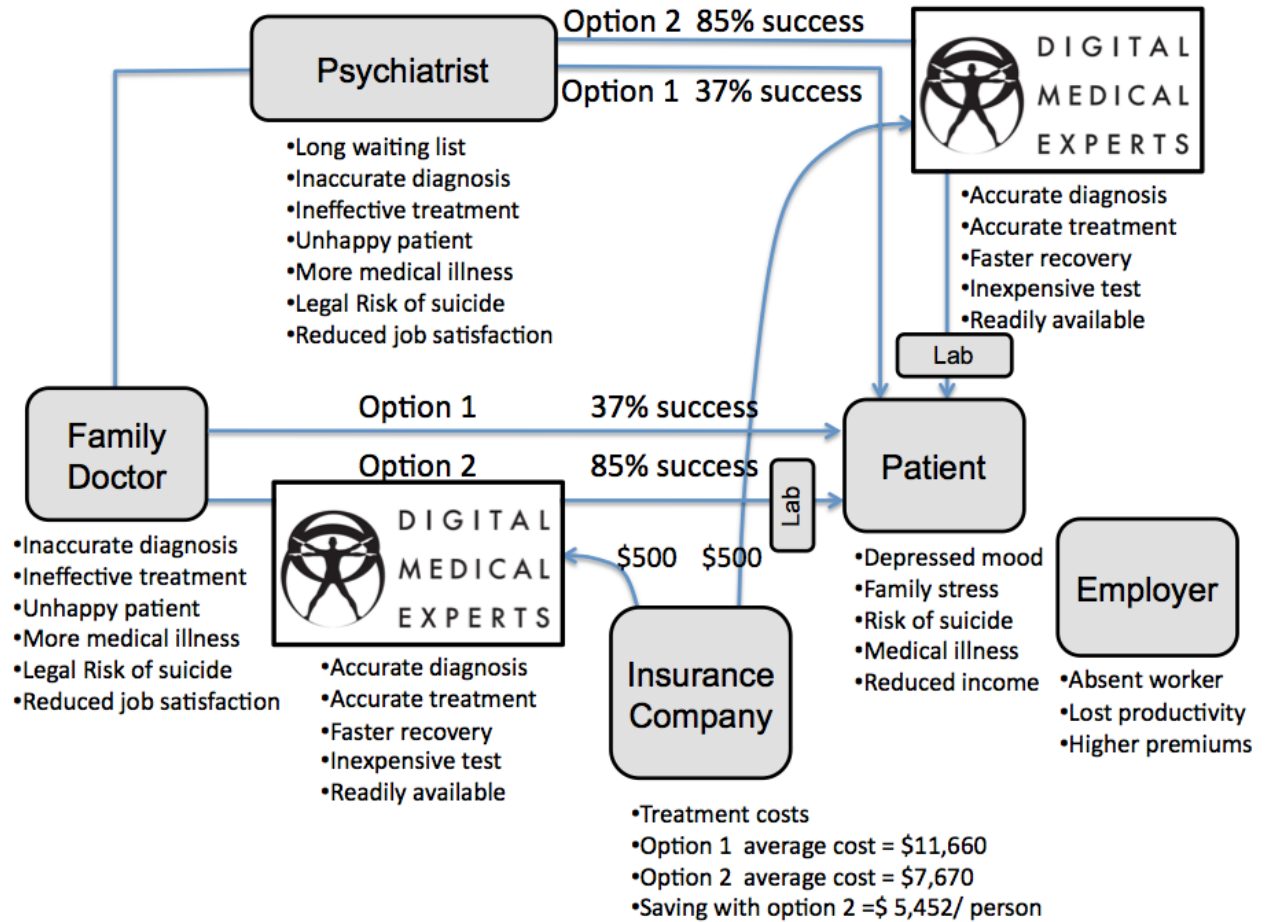 Option 2 85% success
Psychiatrist
Option 1 37% success
•Long waiting list
•Inaccurate diagnosis
•Ineffective treatment
•Unhappy patient
•More medical illness
•Legal Risk of suicide
•Reduced job satisfaction
DIGITAL
MEDICAL
EXPERTS
•Accurate diagnosis
•Accurate treatment
•Faster recovery
•Inexpensive test
•Readily available
Lab
Family
Doctor
•Inaccurate diagnosis
•Ineffective treatment
•Unhappy patient
•More medical illness
•Legal Risk of suicide
•Reduced job satisfaction
Option 1 37% success
Option 2 85% success
DIGITAL
MEDICAL
EXPERTS
•Accurate diagnosis
•Accurate treatment
•Faster recovery
•Inexpensive test
•Readily available
Lab
$500 $500
Insurance
Company
•Treatment costs
•Option 1 average cost = $11,660
•Option 2 average cost = $7,670
•Saving with option 2 =$ 5,452/ person
Patient
•Depressed mood
•Family stress
•Risk of suicide
•Medical illness
•Reduced income
Employer
•Absent worker
•Lost productivity
•Higher premiums